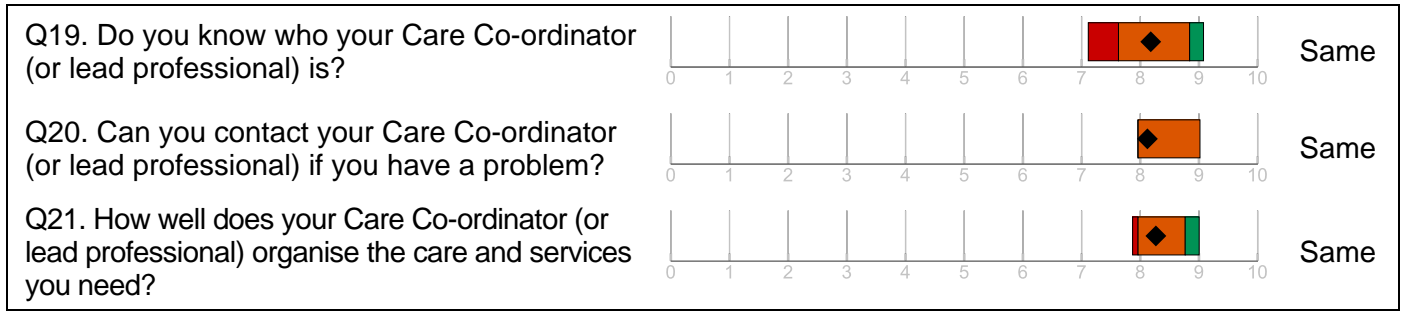 Q19. Do you know who your Care Co-ordinator
(or lead professional) is?
Same
0 1 2 3 4 5 6 7 8 9 10
Q20. Can you contact your Care Co-ordinator
(or lead professional) if you have a problem?
Same
0 1 2 3 4 5 6 7 8 9 10
Q21. How well does your Care Co-ordinator (or
lead professional) organise the care and services
you need?
Same
0 1 2 3 4 5 6 7 8 9 10